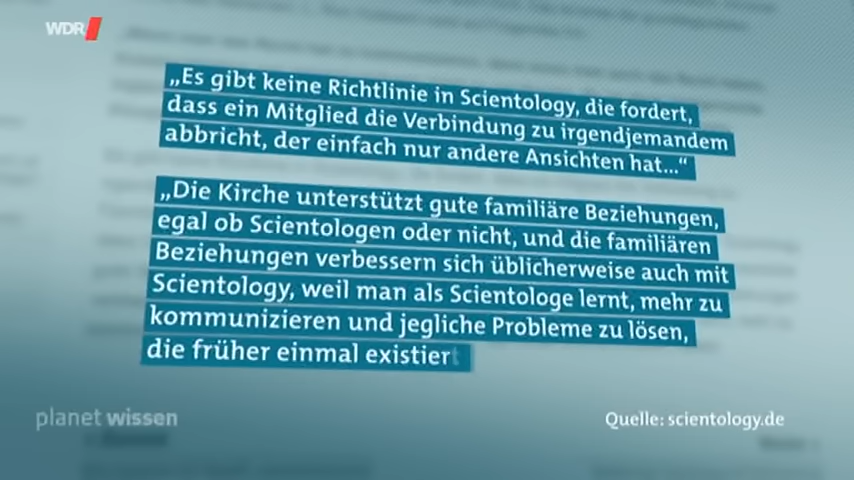 WDR
„Es gibt keine Richtlinie in Scientology, die fordert,
dass ein Mitglied die Verbindung zu irgendjemandem
abbricht, der einfach nur andere Ansichten hat...“
„Die Kirche unterstützt gute familiäre Beziehungen,
egal ob Scientologen oder nicht, und die familiären
Beziehungen verbessern sich üblicherweise auch mit
Scientology, weil man als Scientologe lernt, mehr zu
kommunizieren und jegliche Probleme zu lösen,
die früher einmal existiert
planet wissen
Quelle: scientology.de